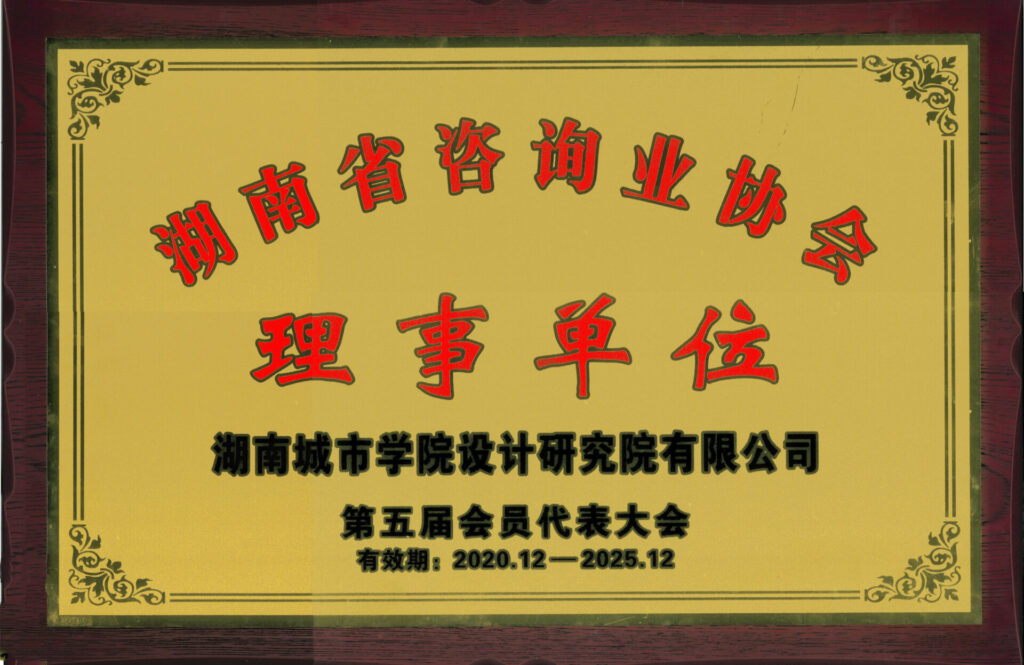 湖南省咨询业协会
理事单位
湖南城市学院设计研究院有限公司
第五届会员代表大会
有效期：2020.12—2025.12